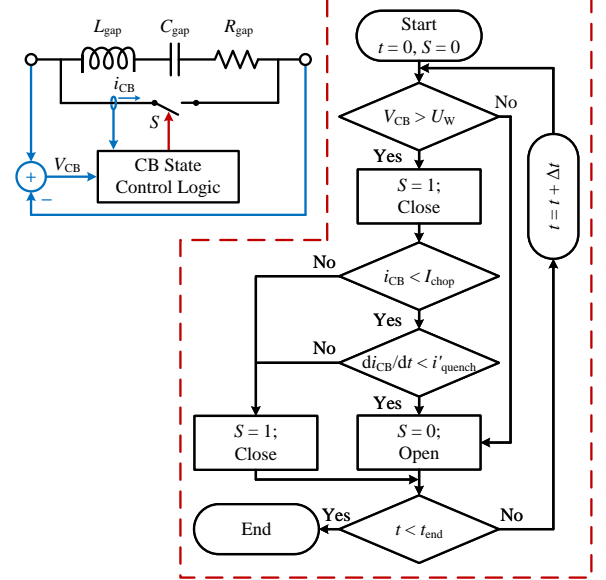 L_gap
C_gap
R_gap
i_CB
S
V_CB
+
−
CB State
Control Logic
Start
t = 0, S = 0
V_CB > U_W
No
Yes
S = 1;
Close
t = t + Δt
i_CB < I_chop
No
Yes
di_CB/dt < i'_quench
No
Yes
S = 1;
Close
S = 0;
Open
t < t_end
Yes
No
End